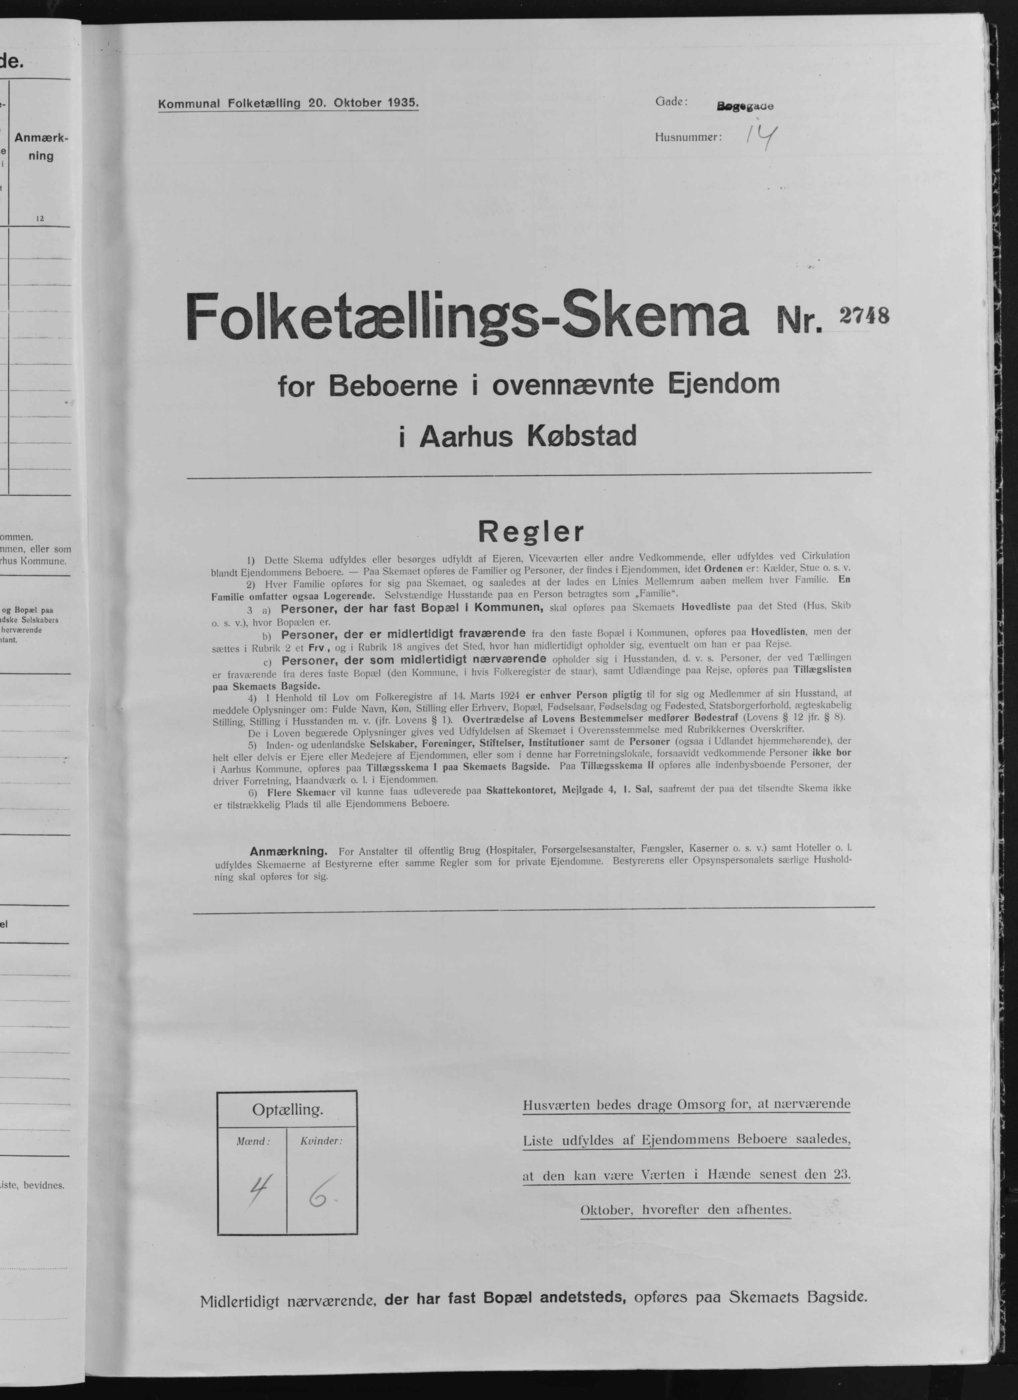 de.
Anmærk-
ning
12
ommen.
mmen, eller som
rhus Kommune.
og Bopæl paa
ndske Selskabers
herværende
ntant.
æl
Liste, bevidnes.
Kommunal Folketælling 20. Oktober 1935.
Gade: Bøgegade
Husnummer: 14
Folketællings-Skema Nr. 2748
for Beboerne i ovennævnte Ejendom
i Aarhus Købstad
Regler
1) Dette Skema udfyldes eller besørges udfyldt af Ejeren, Viceværten eller andre Vedkommende, eller udfyldes ved Cirkulation
blandt Ejendommens Beboere. — Paa Skemaet opføres de Familier og Personer, der findes i Ejendommen, idet Ordenen er: Kælder, Stue o. s. v.
2) Hver Familie opføres for sig paa Skemaet, og saaledes at der lades en Linies Mellemrum aaben mellem hver Familie. En
Familie omfatter ogsaa Logerende. Selvstændige Husstande paa en Person betragtes som „Familie“.
3 a) Personer, der har fast Bopæl i Kommunen, skal opføres paa Skemaets Hovedliste paa det Sted (Hus, Skib
o. s. v.), hvor Bopælen er.
b) Personer, der er midlertidigt fraværende fra den faste Bopæl i Kommunen, opføres paa Hovedlisten, men der
sættes i Rubrik 2 et Frv, og i Rubrik 18 angives det Sted, hvor han midlertidigt opholder sig, eventuelt om han er paa Rejse.
c) Personer, der som midlertidigt nærværende opholder sig i Husstanden, d. v. s. Personer, der ved Tællingen
er fraværende fra deres faste Bopæl (den Kommune, i hvis Folkeregister de staar), samt Udlændinge paa Rejse, opføres paa Tillægslisten
paa Skemaets Bagside.
4) I Henhold til Lov om Folkeregistre af 14. Marts 1924 er enhver Person pligtig til for sig og Medlemmer af sin Husstand, at
meddele Oplysninger om: Fulde Navn, Køn, Stilling eller Erhverv, Bopæl, Fødselsaar, Fødselsdag og Fødested, Statsborgerforhold, ægteskabelig
Stilling, Stilling i Husstanden m. v. (jfr. Lovens § 1). Overtrædelse af Lovens Bestemmelser medfører Bødestraf (Lovens § 12 jfr. § 8).
De i Loven begærede Oplysninger gives ved Udfyldelsen af Skemaet i Overensstemmelse med Rubrikkernes Overskrifter.
5) Inden- og udenlandske Selskaber, Foreninger, Stiftelser, Institutioner samt de Personer (ogsaa i Udlandet hjemmehørende), der
helt eller delvis er Ejere eller Medejere af Ejendommen, eller som i denne har Forretningslokale, forsaavidt vedkommende Personer ikke bor
i Aarhus Kommune, opføres paa Tillægsskema I paa Skemaets Bagside. Paa Tillægsskema II opføres alle indenbysboende Personer, der
driver Forretning, Haandværk o. l. i Ejendommen.
6) Flere Skemaer vil kunne faas udleverede paa Skattekontoret, Mejlgade 4, 1. Sal, saafremt der paa det tilsendte Skema ikke
er tilstrækkelig Plads til alle Ejendommens Beboere.
Anmærkning. For Anstalter til offentlig Brug (Hospitaler, Forsørgelsesanstalter, Fængsler, Kaserner o. s. v.) samt Hoteller o. l.
udfyldes Skemaerne af Bestyrerne efter samme Regler som for private Ejendomme. Bestyrerens eller Opsynspersonalets særlige Hushold-
ning skal opføres for sig.
Optælling.
Mænd: Kvinder:
4 6
Husværten bedes drage Omsorg for, at nærværende
Liste udfyldes af Ejendommens Beboere saaledes,
at den kan være Værten i Hænde senest den 23.
Oktober, hvorefter den afhentes.
Midlertidigt nærværende, der har fast Bopæl andetsteds, opføres paa Skemaets Bagside.